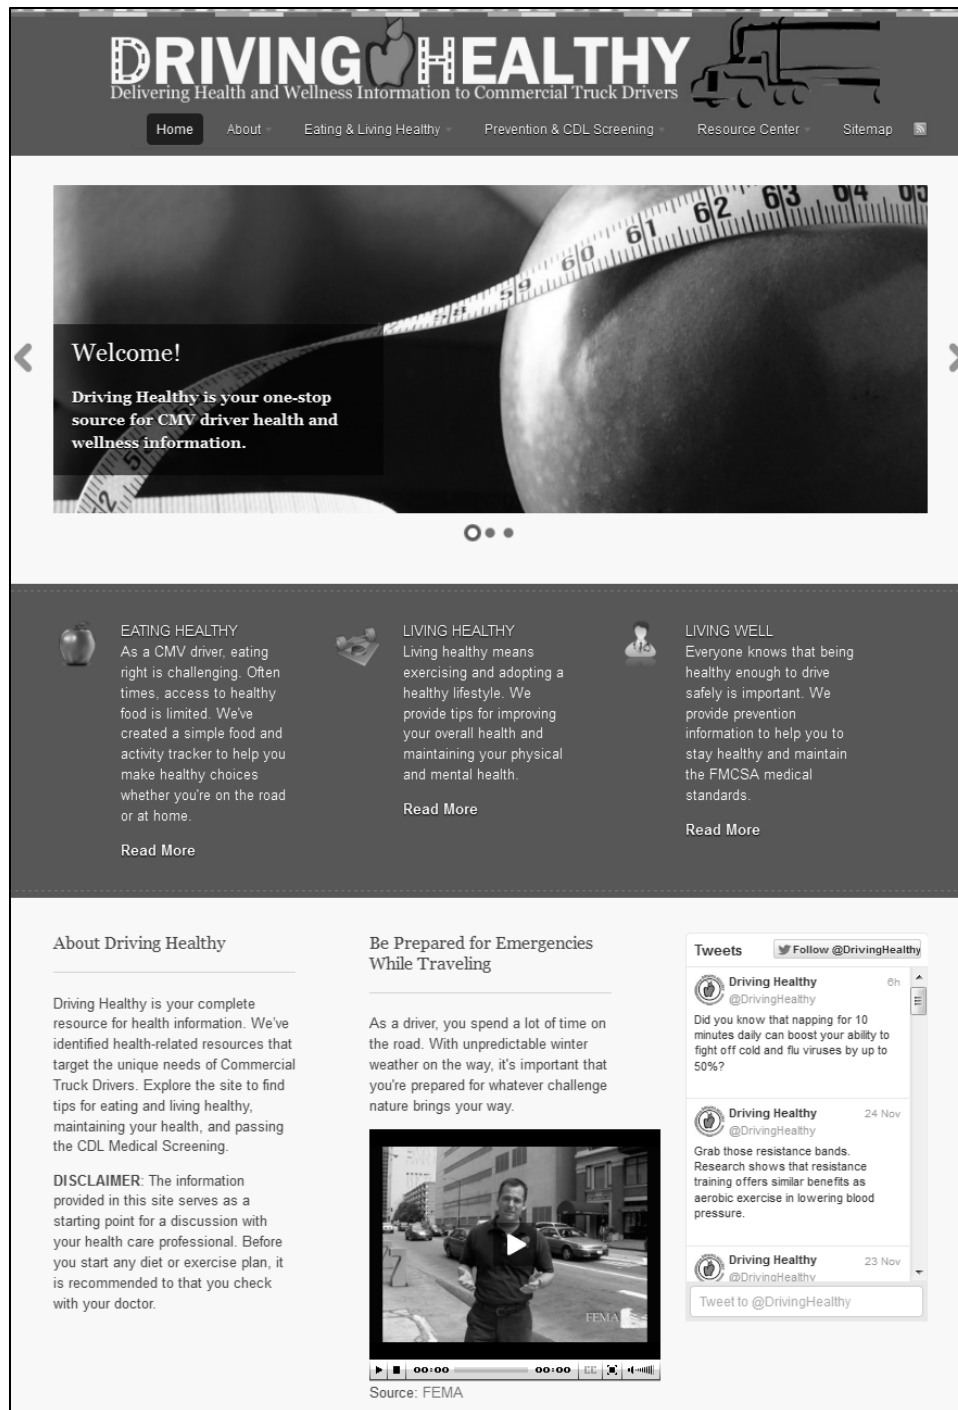 DRIVING HEALTHY
Delivering Health and Wellness Information to Commercial Truck Drivers
Home About Eating & Living Healthy Prevention & CDL Screening Resource Center Sitemap
58 59 60 61 62 63 64 65
Welcome!
Driving Healthy is your one-stop
source for CMV driver health and
wellness information.
EATING HEALTHY
As a CMV driver, eating
right is challenging. Often
times, access to healthy
food is limited. We've
created a simple food and
activity tracker to help you
make healthy choices
whether you're on the road
or at home.
Read More
LIVING HEALTHY
Living healthy means
exercising and adopting a
healthy lifestyle. We
provide tips for improving
your overall health and
maintaining your physical
and mental health.
Read More
LIVING WELL
Everyone knows that being
healthy enough to drive
safely is important. We
provide prevention
information to help you to
stay healthy and maintain
the FMCSA medical
standards.
Read More
About Driving Healthy
Driving Healthy is your complete
resource for health information. We've
identified health-related resources that
target the unique needs of Commercial
Truck Drivers. Explore the site to find
tips for eating and living healthy,
maintaining your health, and passing
the CDL Medical Screening.
DISCLAIMER: The information
provided in this site serves as a
starting point for a discussion with
your health care professional. Before
you start any diet or exercise plan, it
is recommended to that you check
with your doctor.
Be Prepared for Emergencies
While Traveling
As a driver, you spend a lot of time on
the road. With unpredictable winter
weather on the way, it's important that
you're prepared for whatever challenge
nature brings your way.
FEMA
00:00 00:00 CC
Source: FEMA
Tweets Follow @DrivingHealthy
Driving Healthy 6h
@DrivingHealthy
Did you know that napping for 10
minutes daily can boost your ability to
fight off cold and flu viruses by up to
50%?
Driving Healthy 24 Nov
@DrivingHealthy
Grab those resistance bands.
Research shows that resistance
training offers similar benefits as
aerobic exercise in lowering blood
pressure.
Driving Healthy 23 Nov
@DrivingHealthy
Tweet to @DrivingHealthy